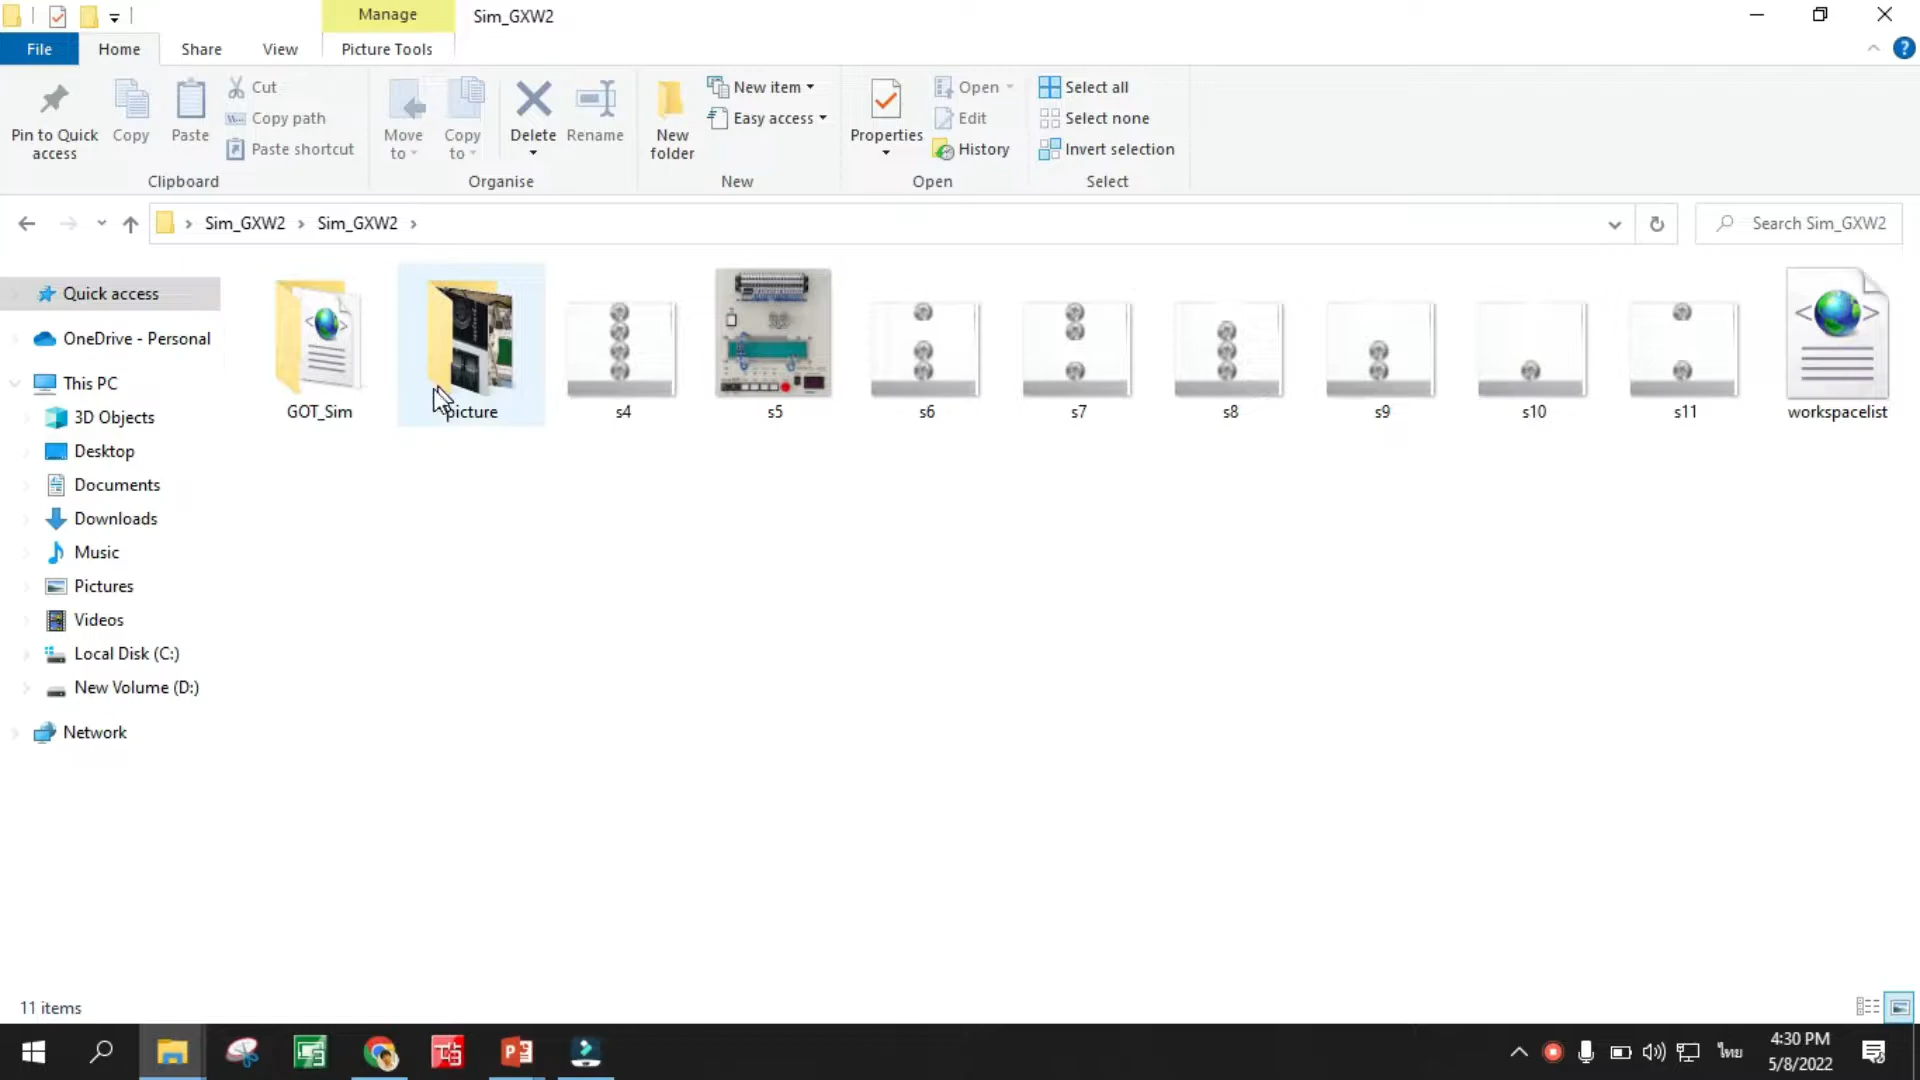 Manage
Sim_GXW2
File
Home
Share
View
Picture Tools
Pin to Quick access
Copy
Paste
Cut
Copy path
Paste shortcut
Move to
Copy to
Delete
Rename
New folder
New item
Easy access
Properties
Open
Edit
History
Select all
Select none
Invert selection
Clipboard
Organise
New
Open
Select
Sim_GXW2 › Sim_GXW2 ›
Search Sim_GXW2
Quick access
OneDrive - Personal
This PC
3D Objects
Desktop
Documents
Downloads
Music
Pictures
Videos
Local Disk (C:)
New Volume (D:)
Network
GOT_Sim
picture
s4
s5
s6
s7
s8
s9
s10
s11
workspacelist
11 items
ไทย
4:30 PM
5/8/2022